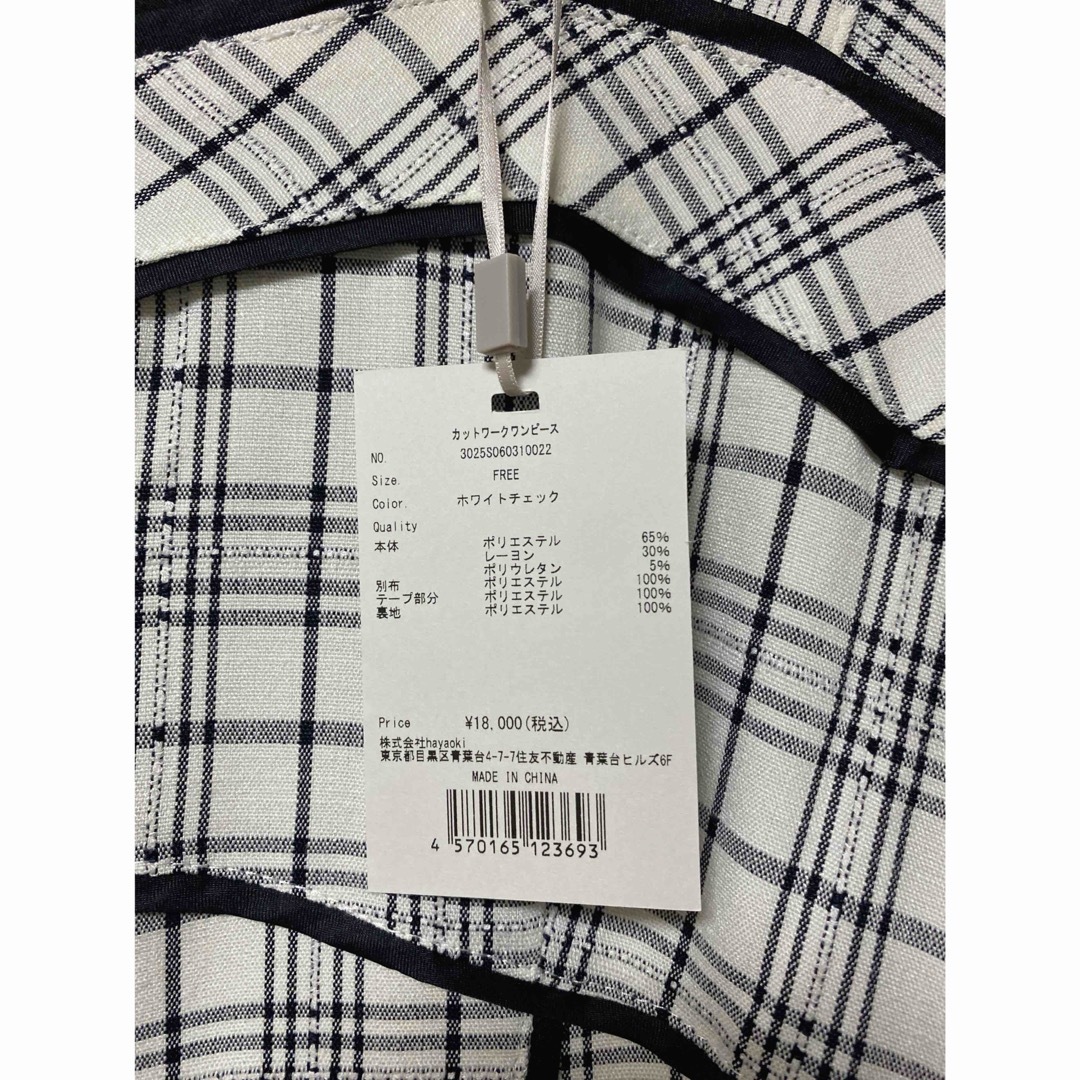 カットワークワンピース
NO. 3025S060310022
Size. FREE
Color. ホワイトチェック
Quality
本体 ポリエステル 65%
レーヨン 30%
ポリウレタン 5%
別布 ポリエステル 100%
テープ部分 ポリエステル 100%
裏地 ポリエステル 100%
Price ¥18,000(税込)
株式会社hayaoki
東京都目黒区青葉台4-7-7住友不動産 青葉台ヒルズ6F
MADE IN CHINA
4 570165 123693